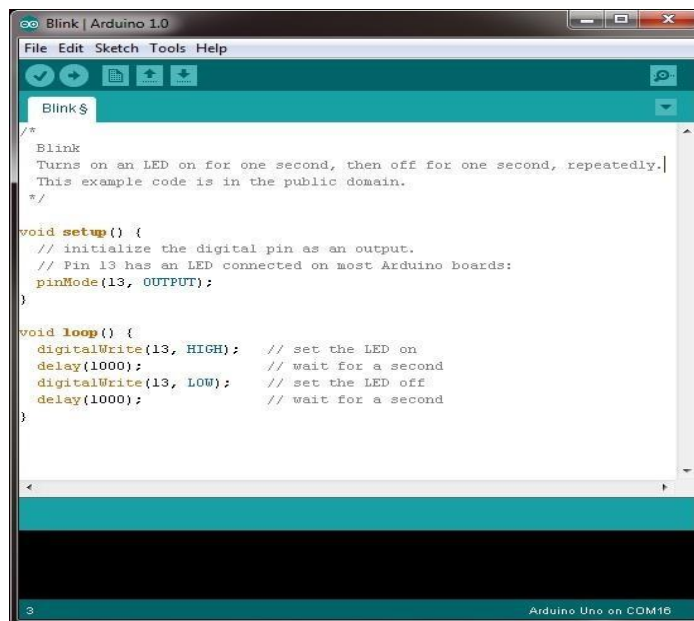 Blink | Arduino 1.0
File Edit Sketch Tools Help
Blink §
/*
  Blink
  Turns on an LED on for one second, then off for one second, repeatedly.
  This example code is in the public domain.
 */
void setup() {
  // initialize the digital pin as an output.
  // Pin 13 has an LED connected on most Arduino boards:
  pinMode(13, OUTPUT);
}
void loop() {
  digitalWrite(13, HIGH);   // set the LED on
  delay(1000);              // wait for a second
  digitalWrite(13, LOW);    // set the LED off
  delay(1000);              // wait for a second
}
3 Arduino Uno on COM16